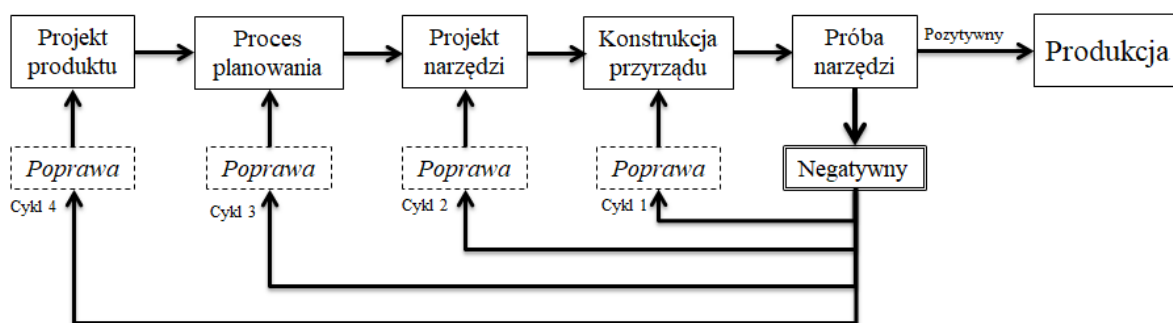 Projekt
produktu
Proces
planowania
Projekt
narzędzi
Konstrukcja
przyrządu
Próba
narzędzi
Pozytywny
Produkcja
Poprawa
Poprawa
Poprawa
Poprawa
Negatywny
Cykl 4
Cykl 3
Cykl 2
Cykl 1